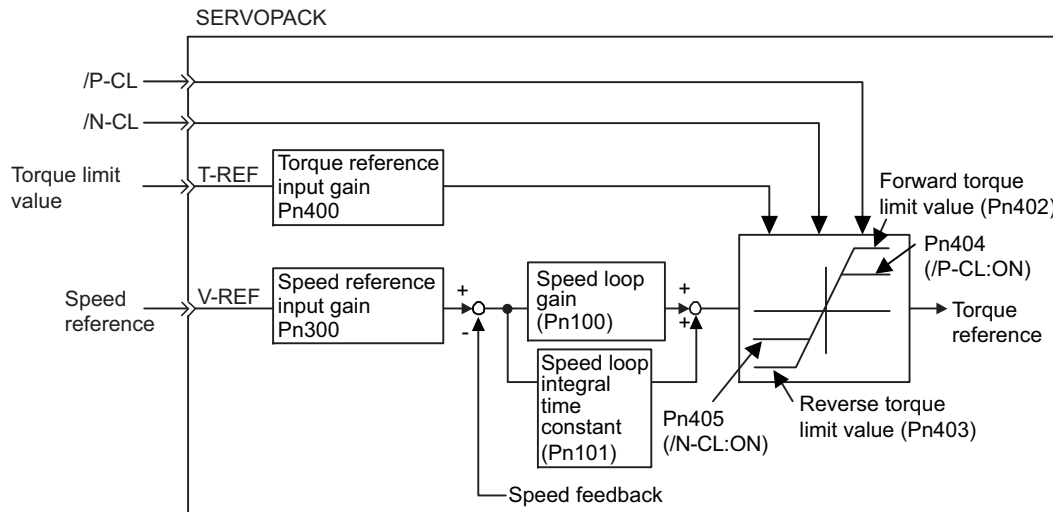 SERVOPACK
/P-CL
/N-CL
Torque limit
value
T-REF
Torque reference
input gain
Pn400
Forward torque
limit value (Pn402)
Pn404
(/P-CL:ON)
Speed
reference
V-REF
Speed reference
input gain
Pn300
+
-
Speed loop
gain
(Pn100)
+
+
Torque
reference
Speed loop
integral
time
constant
(Pn101)
Pn405
(/N-CL:ON)
Reverse torque
limit value (Pn403)
Speed feedback